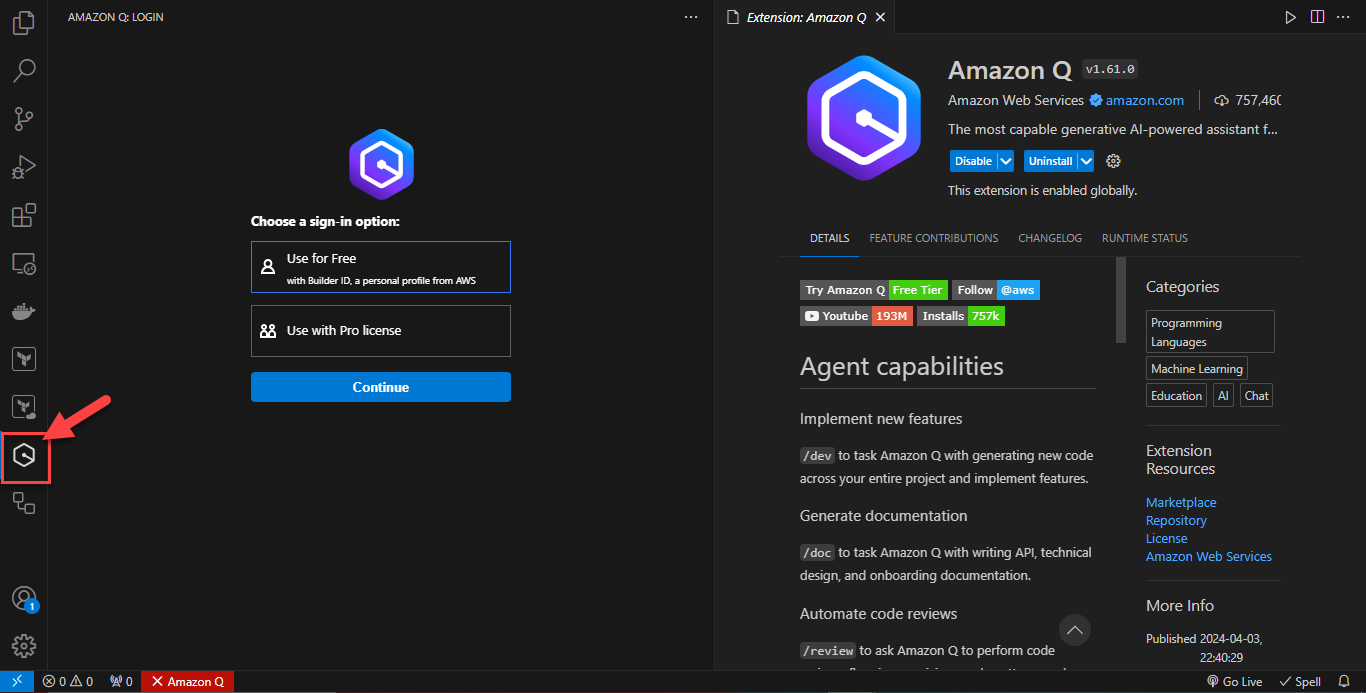 AMAZON Q: LOGIN
Choose a sign-in option:
Use for Free
with Builder ID, a personal profile from AWS
Use with Pro license
Continue
1
Extension: Amazon Q
Amazon Q v1.61.0
Amazon Web Services amazon.com 757,460
The most capable generative AI-powered assistant f...
Disable Uninstall
This extension is enabled globally.
DETAILS FEATURE CONTRIBUTIONS CHANGELOG RUNTIME STATUS
Try Amazon Q Free Tier Follow @aws
Youtube 193M Installs 757k
Agent capabilities
Implement new features
/dev to task Amazon Q with generating new code
across your entire project and implement features.
Generate documentation
/doc to task Amazon Q with writing API, technical
design, and onboarding documentation.
Automate code reviews
/review to ask Amazon Q to perform code
Categories
Programming
Languages
Machine Learning
Education AI Chat
Extension
Resources
Marketplace
Repository
License
Amazon Web Services
More Info
Published 2024-04-03,
22:40:29
0 0 0 Amazon Q Go Live Spell